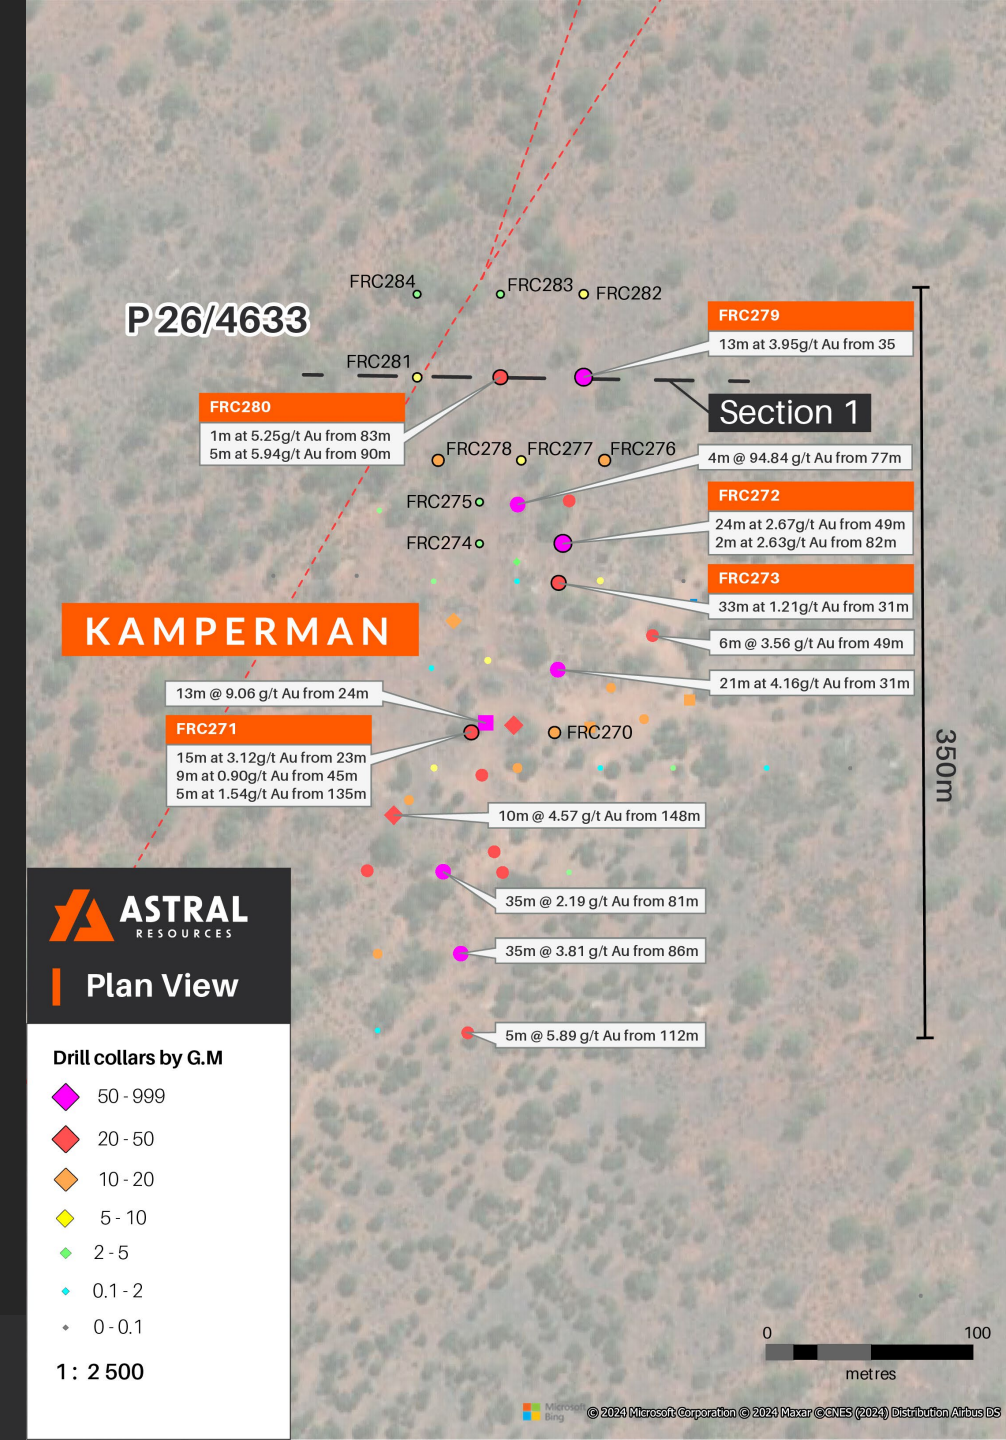 FRC284
FRC283
FRC282
P 26/4633
FRC279
13m at 3.95g/t Au from 35
FRC281
Section 1
FRC280
1m at 5.25g/t Au from 83m
5m at 5.94g/t Au from 90m
FRC278
FRC277
FRC276
4m @ 94.84 g/t Au from 77m
FRC275
FRC272
24m at 2.67g/t Au from 49m
2m at 2.63g/t Au from 82m
FRC274
FRC273
33m at 1.21g/t Au from 31m
KAMPERMAN
6m @ 3.56 g/t Au from 49m
21m at 4.16g/t Au from 31m
13m @ 9.06 g/t Au from 24m
FRC271
15m at 3.12g/t Au from 23m
9m at 0.90g/t Au from 45m
5m at 1.54g/t Au from 135m
FRC270
350m
10m @ 4.57 g/t Au from 148m
35m @ 2.19 g/t Au from 81m
35m @ 3.81 g/t Au from 86m
5m @ 5.89 g/t Au from 112m
ASTRAL
RESOURCES
Plan View
Drill collars by G.M
50 - 999
20 - 50
10 - 20
5 - 10
2 - 5
0.1 - 2
0 - 0.1
1 : 2 500
0 100
metres
Microsoft
Bing
© 2024 Microsoft Corporation © 2024 Maxar ©CNES (2024) Distribution Airbus DS